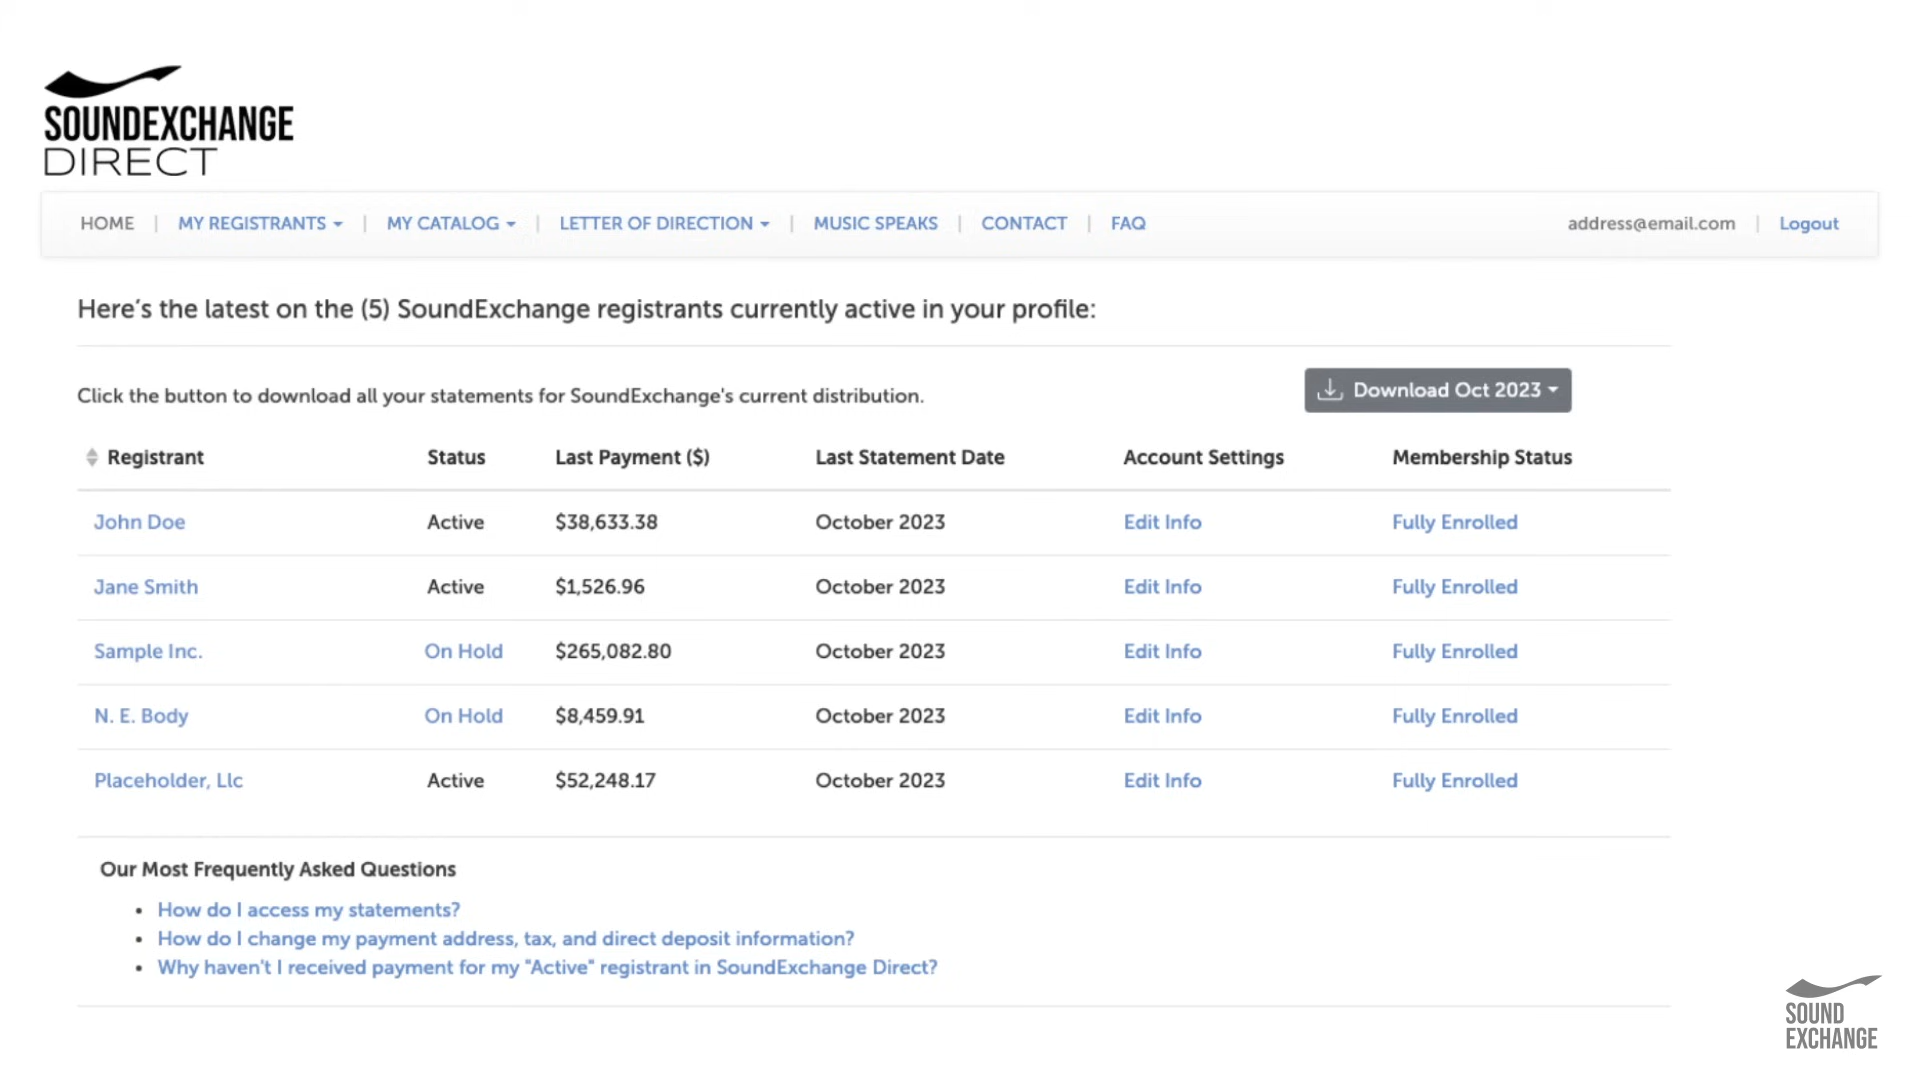 SOUNDEXCHANGE
DIRECT
HOME | MY REGISTRANTS | MY CATALOG | LETTER OF DIRECTION | MUSIC SPEAKS | CONTACT | FAQ address@email.com | Logout
Here's the latest on the (5) SoundExchange registrants currently active in your profile:
Click the button to download all your statements for SoundExchange's current distribution. Download Oct 2023
Registrant Status Last Payment ($) Last Statement Date Account Settings Membership Status
John Doe Active $38,633.38 October 2023 Edit Info Fully Enrolled
Jane Smith Active $1,526.96 October 2023 Edit Info Fully Enrolled
Sample Inc. On Hold $265,082.80 October 2023 Edit Info Fully Enrolled
N. E. Body On Hold $8,459.91 October 2023 Edit Info Fully Enrolled
Placeholder, Llc Active $52,248.17 October 2023 Edit Info Fully Enrolled
Our Most Frequently Asked Questions
• How do I access my statements?
• How do I change my payment address, tax, and direct deposit information?
• Why haven't I received payment for my "Active" registrant in SoundExchange Direct?
SOUND
EXCHANGE